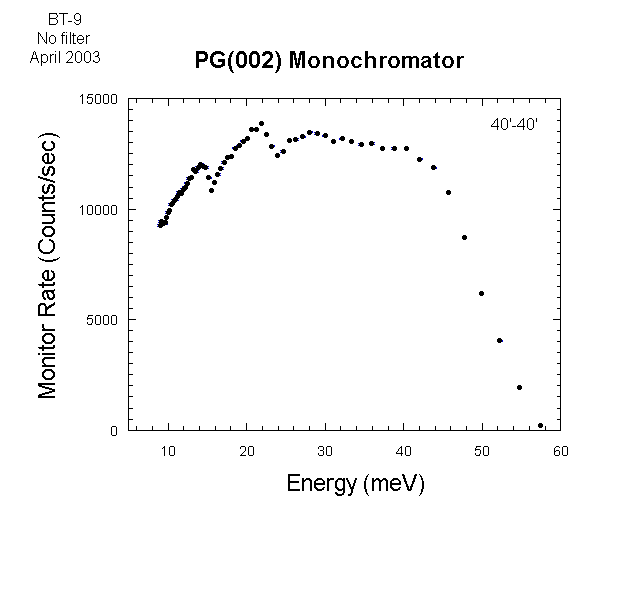 BT-9
No filter
April 2003
PG(002) Monochromator
40'-40'
15000
10000
5000
0
Monitor Rate (Counts/sec)
10 20 30 40 50 60
Energy (meV)